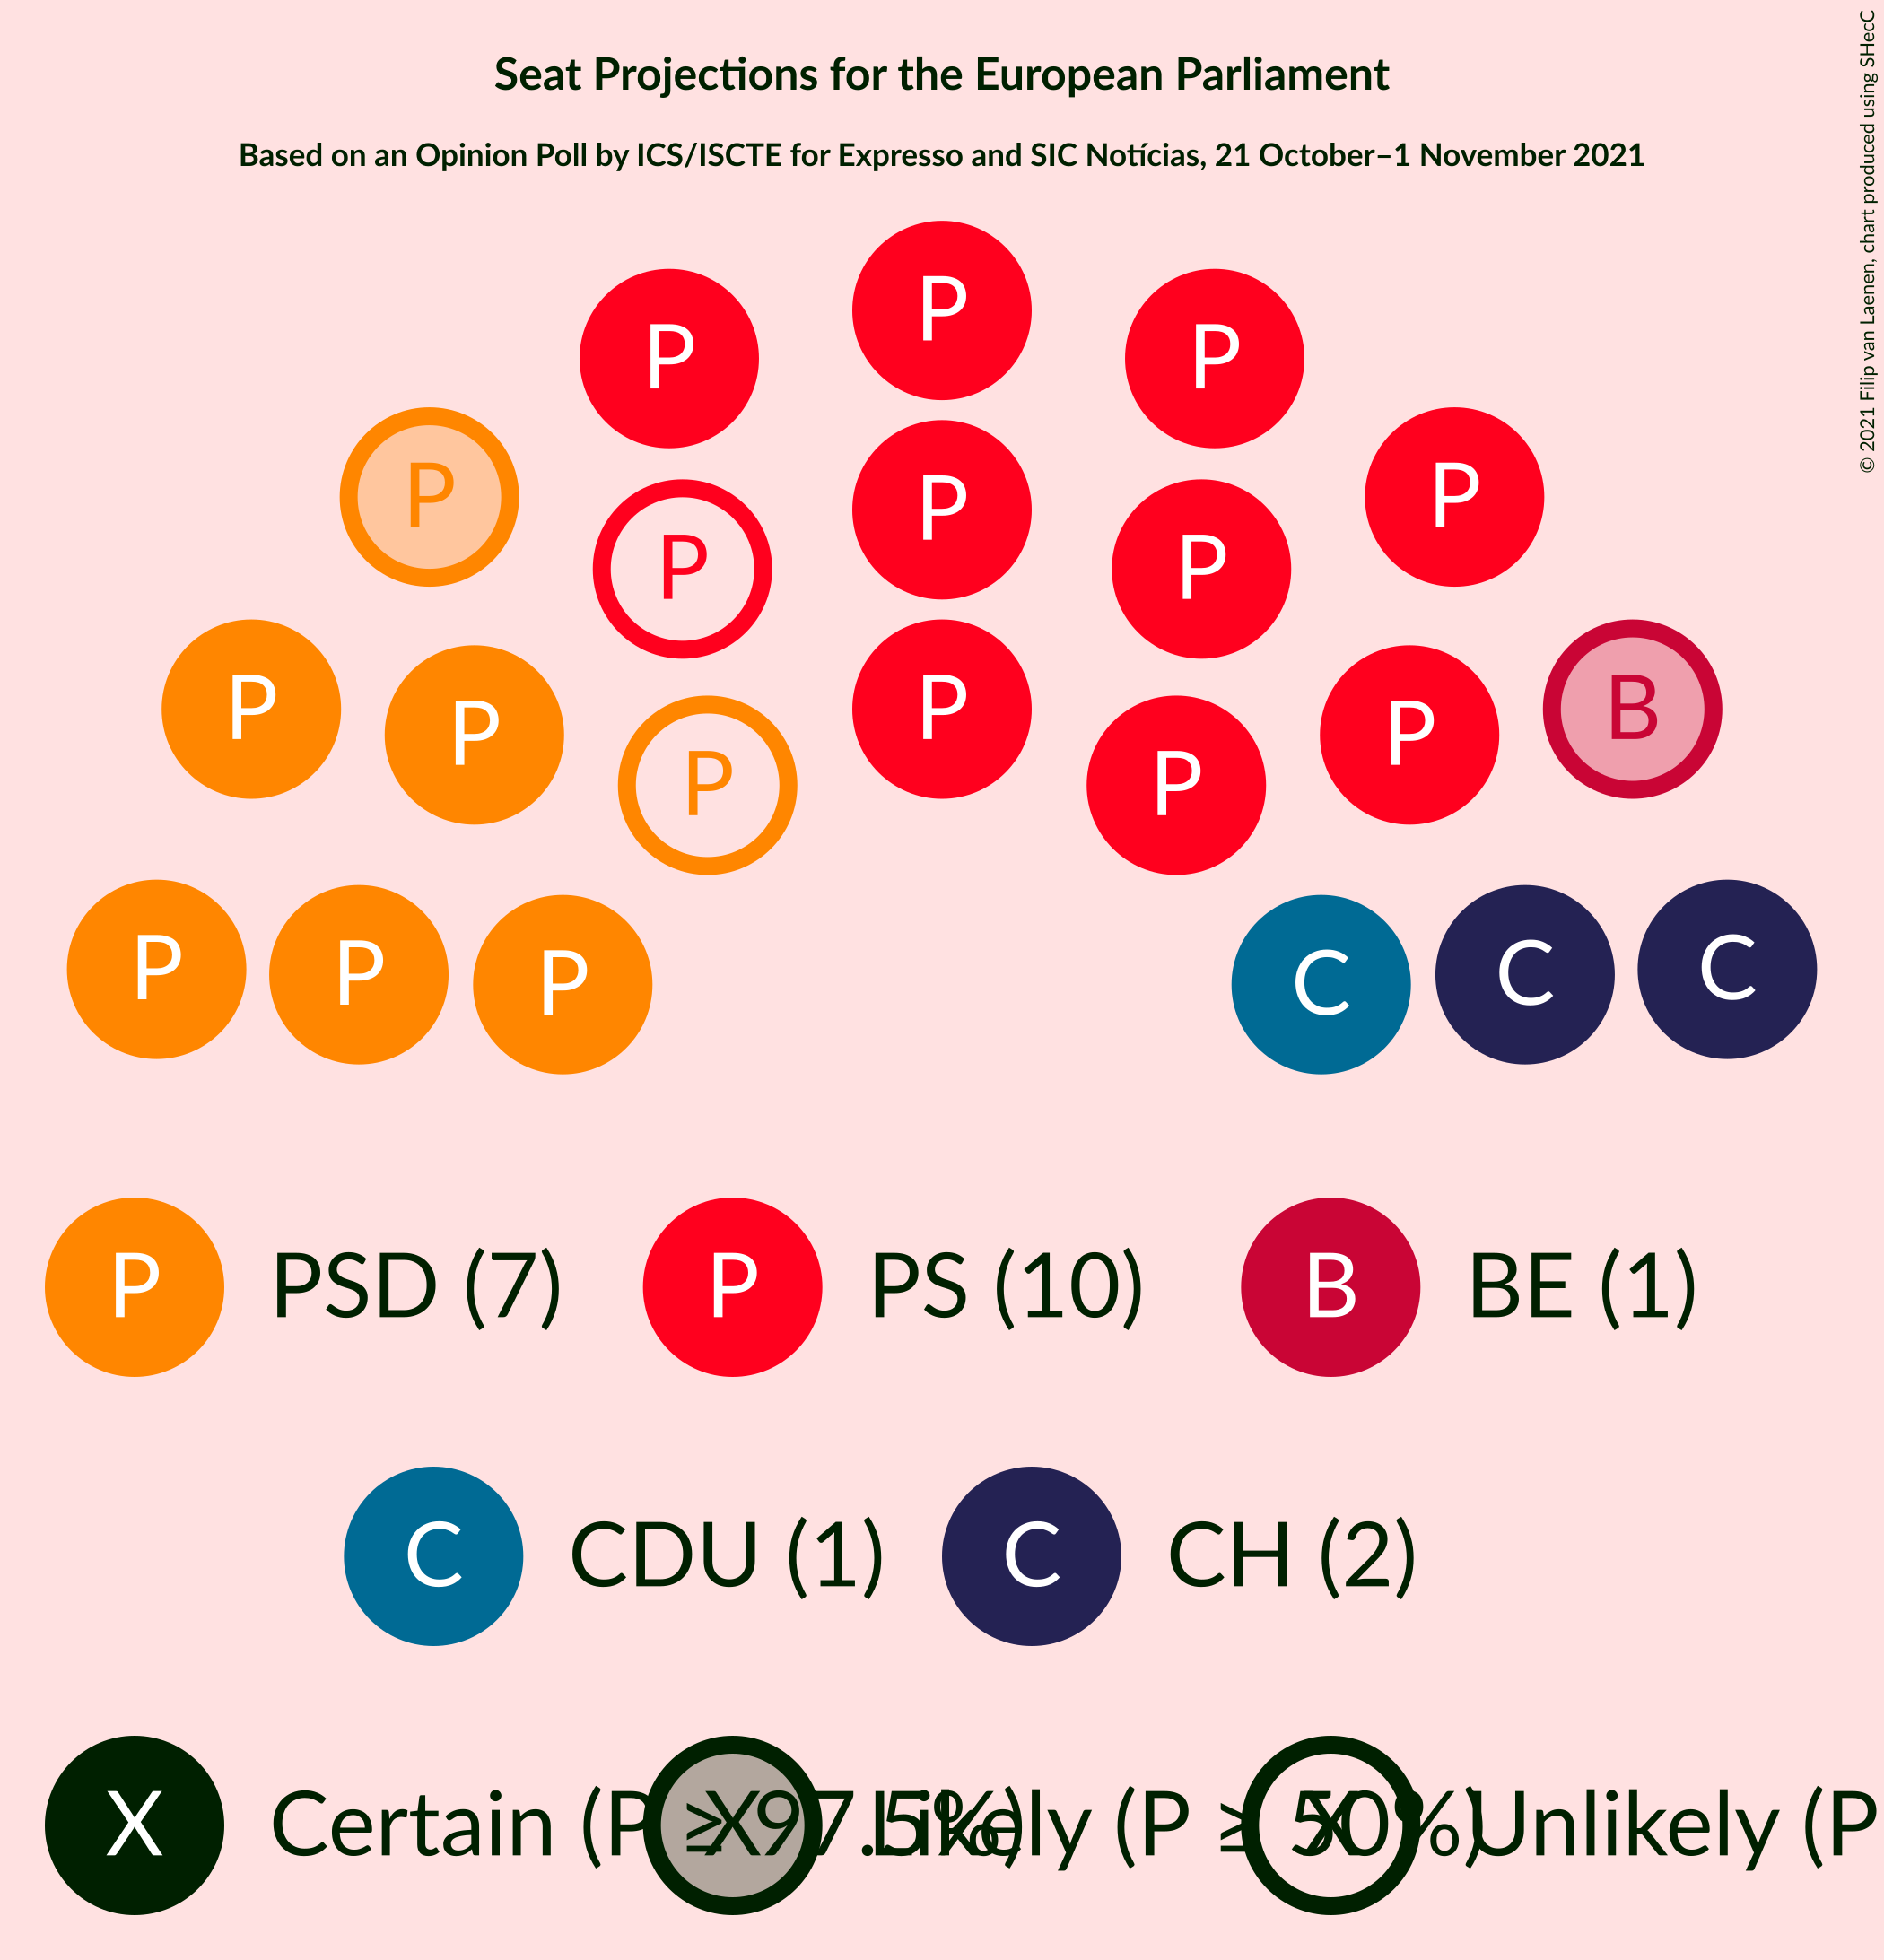 Seat Projections for the European Parliament
Based on an Opinion Poll by ICS/ISCTE for Expresso and SIC Notícias, 21 October–1 November 2021
© 2021 Filip van Laenen, chart produced using SHecC
P
P P
P P
P
P P P
P B
P P
P P
P P
P P P C C C
P PSD (7) P PS (10) B BE (1)
C CDU (1) C CH (2)
X Certain (P ≥ 97.5%) X Likely (P ≥ 50%) X Unlikely (P